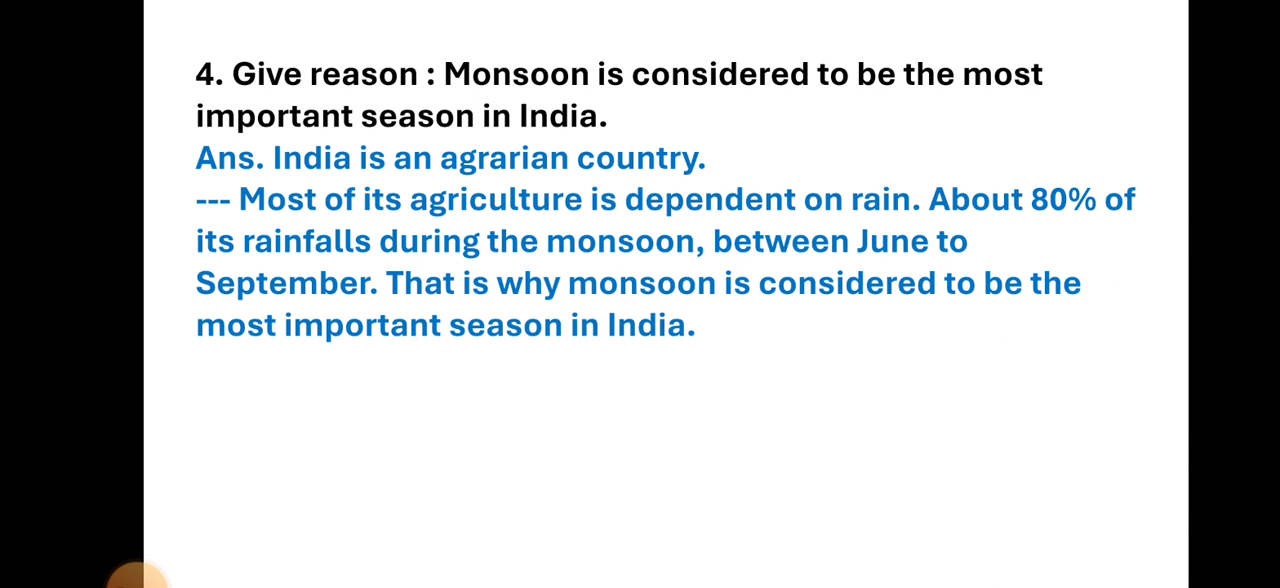 4. Give reason : Monsoon is considered to be the most
important season in India.
Ans. India is an agrarian country.
--- Most of its agriculture is dependent on rain. About 80% of
its rainfalls during the monsoon, between June to
September. That is why monsoon is considered to be the
most important season in India.